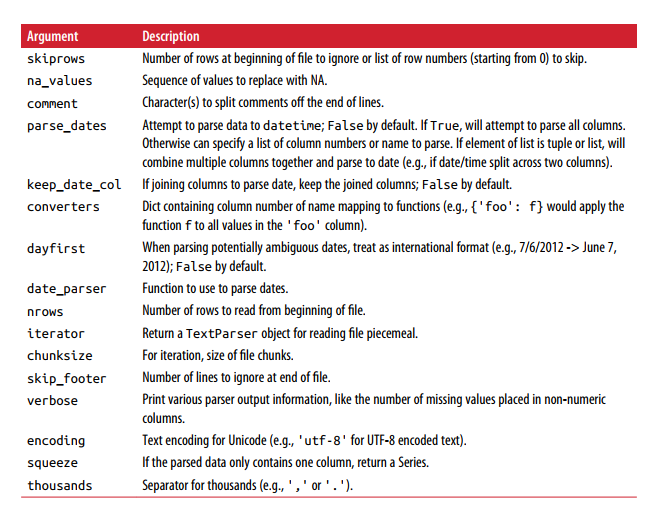 Argument Description
skiprows Number of rows at beginning of file to ignore or list of row numbers (starting from 0) to skip.
na_values Sequence of values to replace with NA.
comment Character(s) to split comments off the end of lines.
parse_dates Attempt to parse data to datetime; False by default. If True, will attempt to parse all columns.
Otherwise can specify a list of column numbers or name to parse. If element of list is tuple or list, will
combine multiple columns together and parse to date (e.g., if date/time split across two columns).
keep_date_col If joining columns to parse date, keep the joined columns; False by default.
converters Dict containing column number of name mapping to functions (e.g., {'foo': f} would apply the
function f to all values in the 'foo' column).
dayfirst When parsing potentially ambiguous dates, treat as international format (e.g., 7/6/2012 -> June 7,
2012); False by default.
date_parser Function to use to parse dates.
nrows Number of rows to read from beginning of file.
iterator Return a TextParser object for reading file piecemeal.
chunksize For iteration, size of file chunks.
skip_footer Number of lines to ignore at end of file.
verbose Print various parser output information, like the number of missing values placed in non-numeric
columns.
encoding Text encoding for Unicode (e.g., 'utf-8' for UTF-8 encoded text).
squeeze If the parsed data only contains one column, return a Series.
thousands Separator for thousands (e.g., ',' or '.').